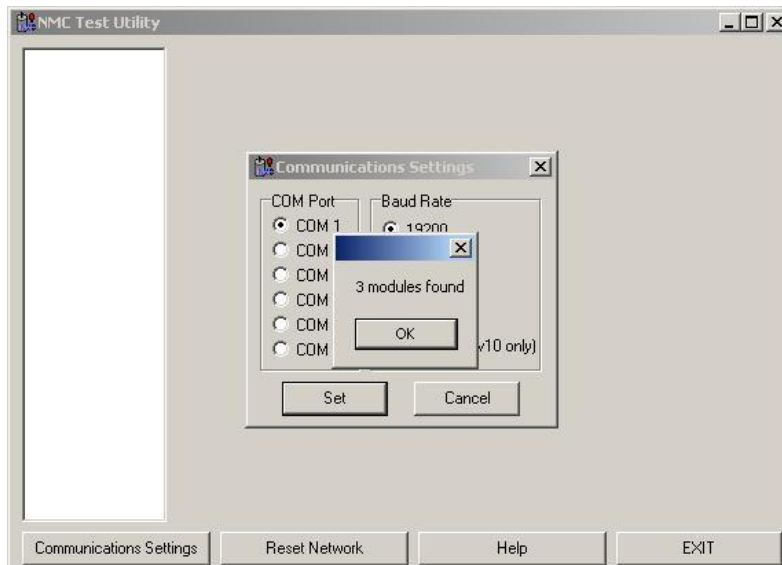 NMC Test Utility
Communications Settings
COM Port
Baud Rate
COM 1
19200
COM
COM
COM
COM
COM
3 modules found
OK
v10 only)
Set
Cancel
Communications Settings
Reset Network
Help
EXIT